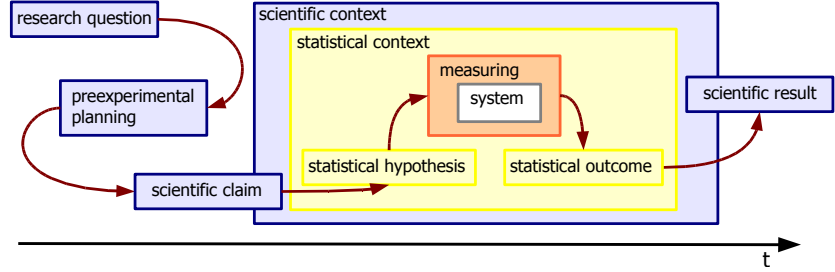 research question
scientific context
statistical context
measuring
system
preexperimental
planning
scientific result
statistical hypothesis
statistical outcome
scientific claim
t